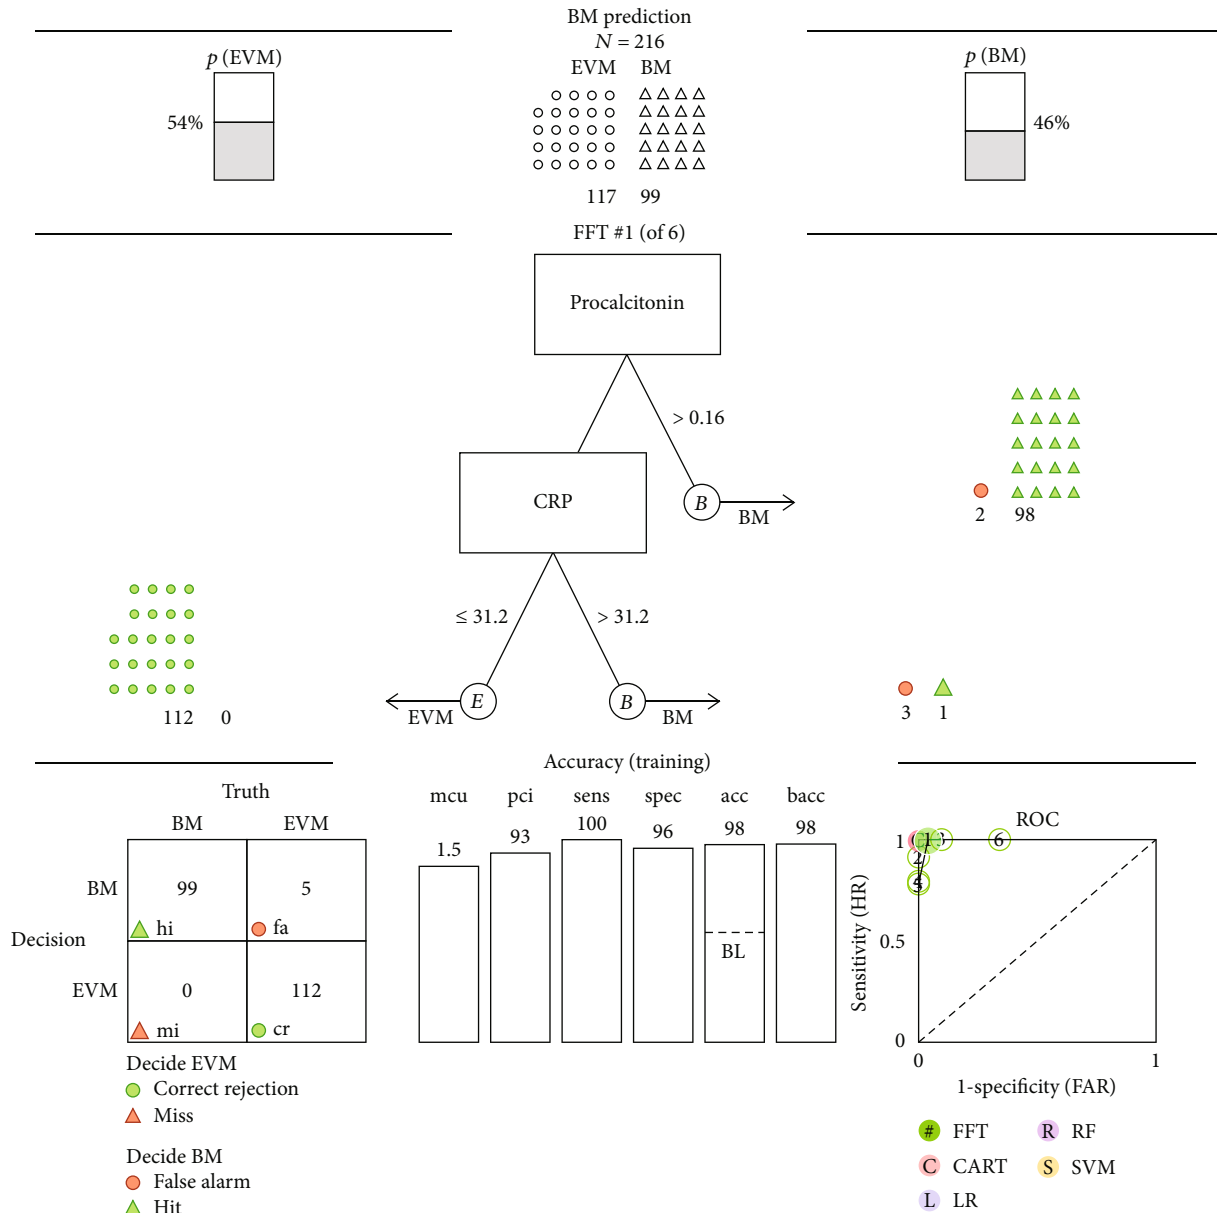 BM prediction
N = 216
p (EVM)
54%
EVM BM
117 99
p (BM)
46%
FFT #1 (of 6)
Procalcitonin
> 0.16
CRP
B
BM
2 98
≤ 31.2
> 31.2
E
EVM
B
BM
112 0
3 1
Truth
BM EVM
Decision
BM
99
5
hi
fa
EVM
0
112
mi
cr
Decide EVM
Correct rejection
Miss
Decide BM
False alarm
Hit
Accuracy (training)
mcu pci sens spec acc bacc
1.5 93 100 96 98 98
BL
ROC
Sensitivity (HR)
1
0.5
0
0 1
1-specificity (FAR)
1
2
3
6
# FFT
R RF
C CART
S SVM
L LR